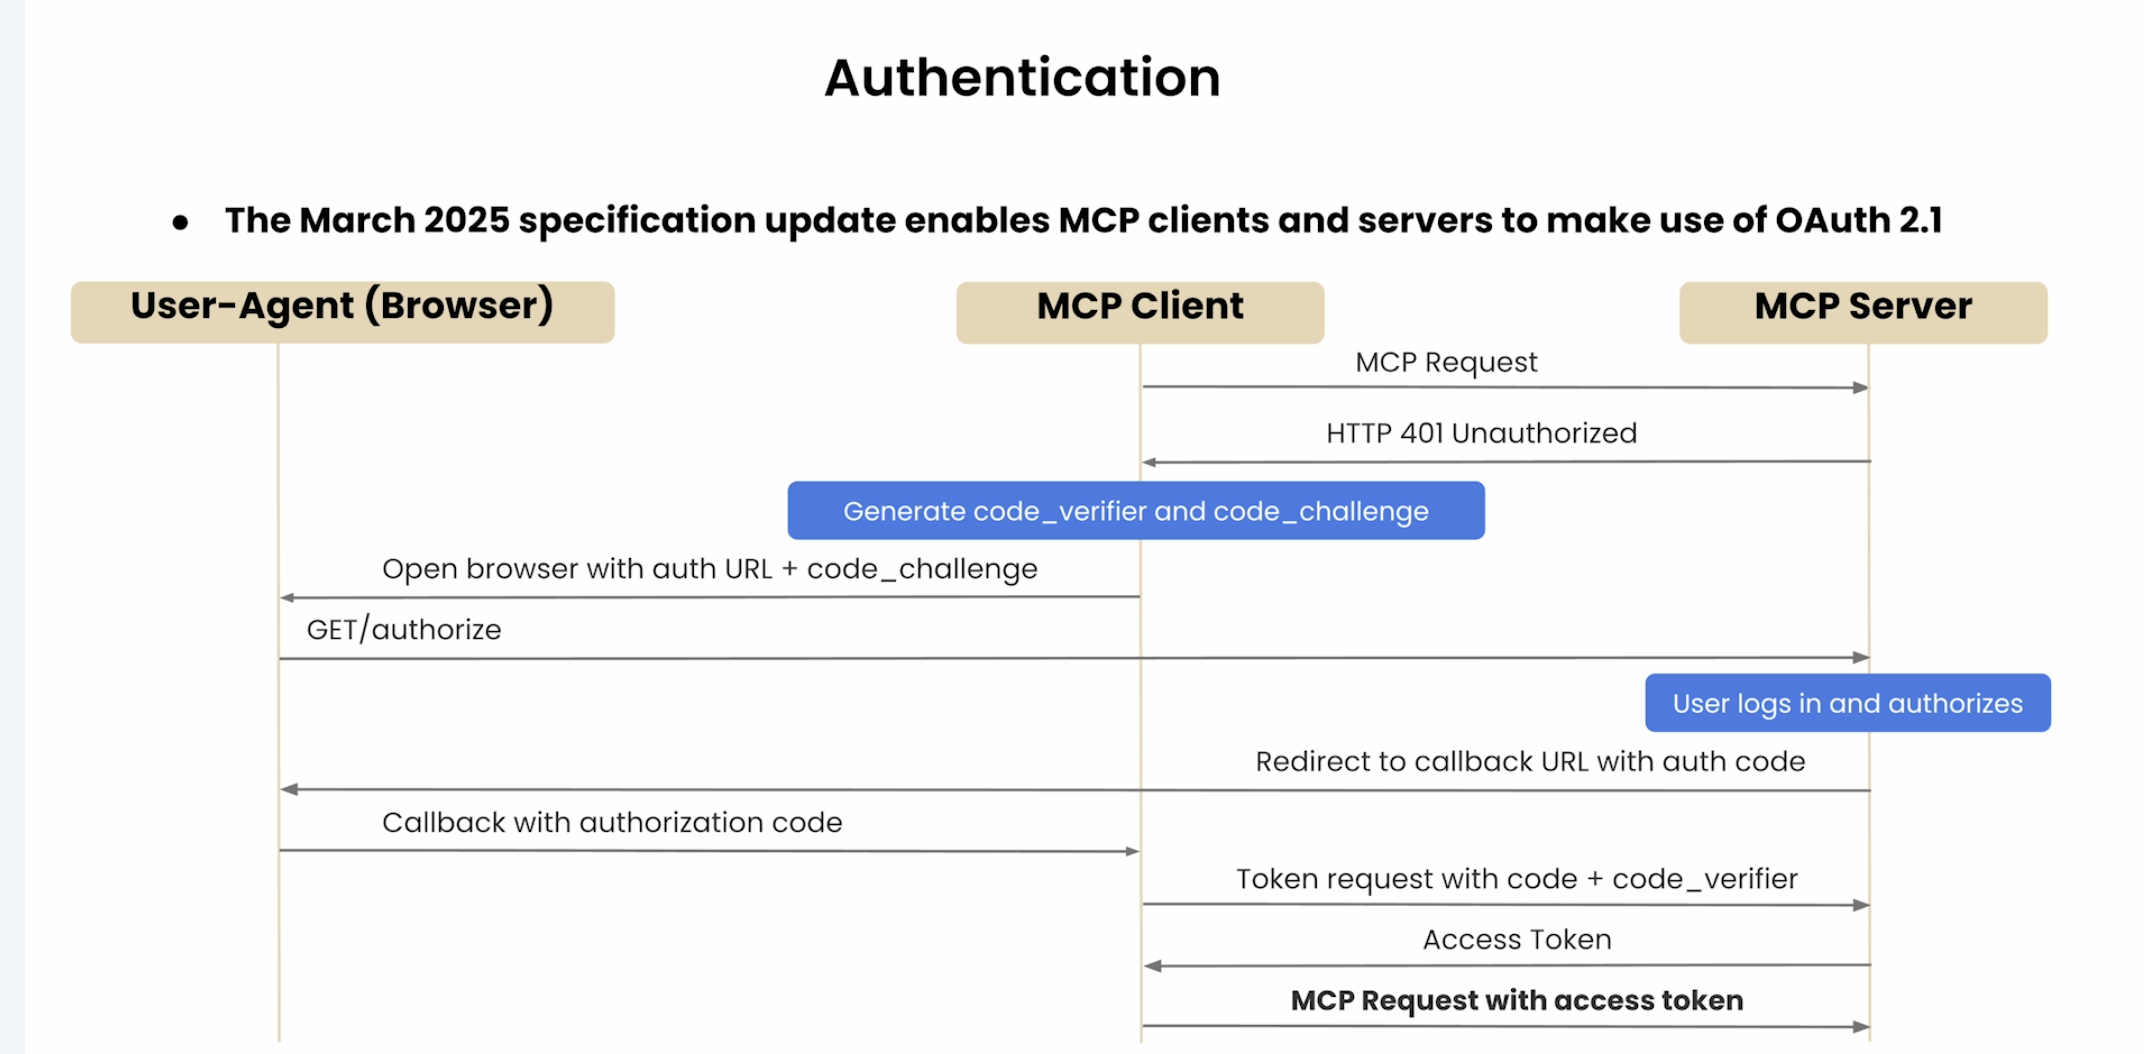 Authentication
● The March 2025 specification update enables MCP clients and servers to make use of OAuth 2.1
User-Agent (Browser)
MCP Client
MCP Server
MCP Request
HTTP 401 Unauthorized
Generate code_verifier and code_challenge
Open browser with auth URL + code_challenge
GET/authorize
User logs in and authorizes
Redirect to callback URL with auth code
Callback with authorization code
Token request with code + code_verifier
Access Token
MCP Request with access token